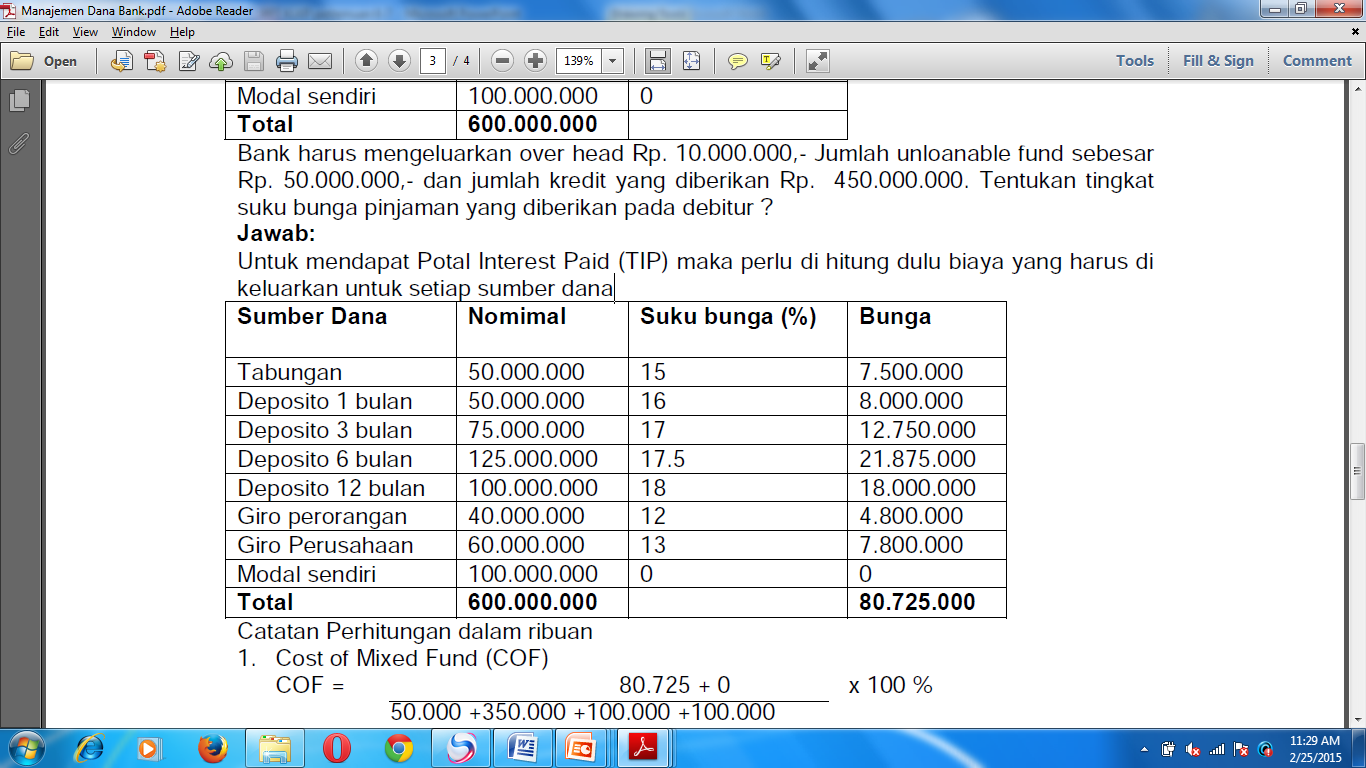 Manajemen Dana Bank.pdf - Adobe Reader
File Edit View Window Help
Open 3 / 4 139% Tools Fill & Sign Comment
Modal sendiri 100.000.000 0
Total 600.000.000
Bank harus mengeluarkan over head Rp. 10.000.000,- Jumlah unloanable fund sebesar
Rp. 50.000.000,- dan jumlah kredit yang diberikan Rp. 450.000.000. Tentukan tingkat
suku bunga pinjaman yang diberikan pada debitur ?
Jawab:
Untuk mendapat Potal Interest Paid (TIP) maka perlu di hitung dulu biaya yang harus di
keluarkan untuk setiap sumber dana
Sumber Dana Nomimal Suku bunga (%) Bunga
Tabungan 50.000.000 15 7.500.000
Deposito 1 bulan 50.000.000 16 8.000.000
Deposito 3 bulan 75.000.000 17 12.750.000
Deposito 6 bulan 125.000.000 17.5 21.875.000
Deposito 12 bulan 100.000.000 18 18.000.000
Giro perorangan 40.000.000 12 4.800.000
Giro Perusahaan 60.000.000 13 7.800.000
Modal sendiri 100.000.000 0 0
Total 600.000.000 80.725.000
Catatan Perhitungan dalam ribuan
1. Cost of Mixed Fund (COF)
COF = 80.725 + 0 x 100 %
50.000 +350.000 +100.000 +100.000
11:29 AM
2/25/2015